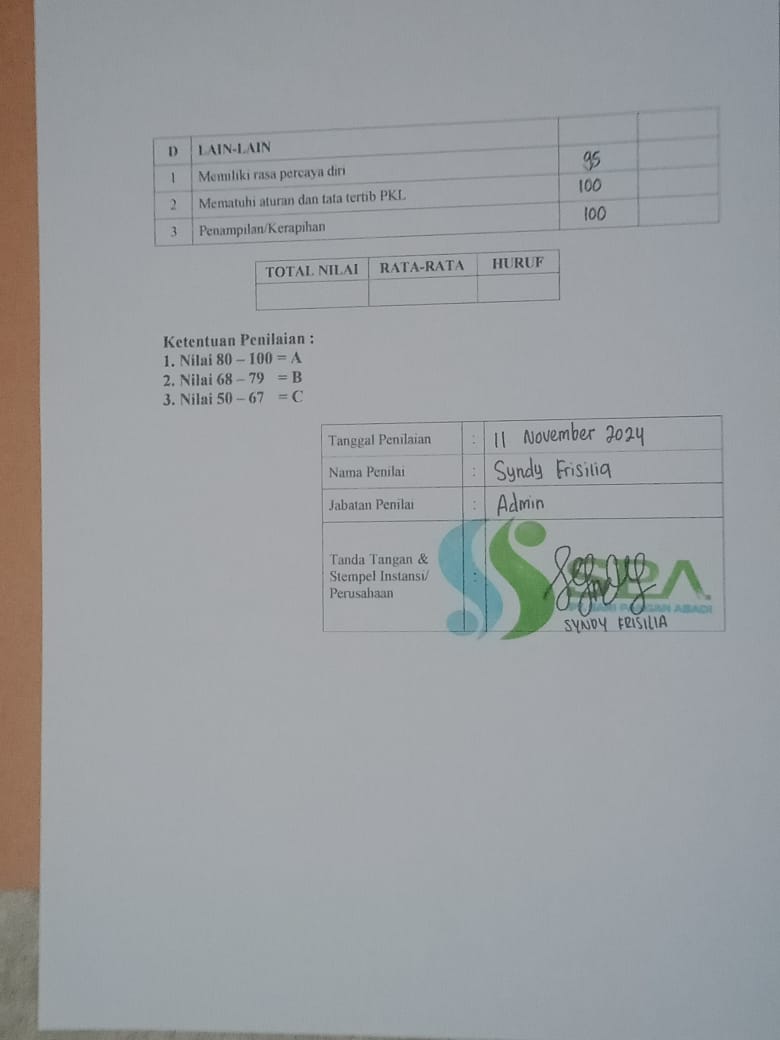 D LAIN-LAIN
1 Memiliki rasa percaya diri 95
2 Mematuhi aturan dan tata tertib PKL 100
3 Penampilan/Kerapihan 100
TOTAL NILAI RATA-RATA HURUF
Ketentuan Penilaian :
1. Nilai 80 – 100 = A
2. Nilai 68 – 79 = B
3. Nilai 50 – 67 = C
Tanggal Penilaian : 11 November 2024
Nama Penilai : Syndy Frisilia
Jabatan Penilai : Admin
Tanda Tangan &
Stempel Instansi/ :
Perusahaan
PANGAN ABADI
SYNDY FRISILIA